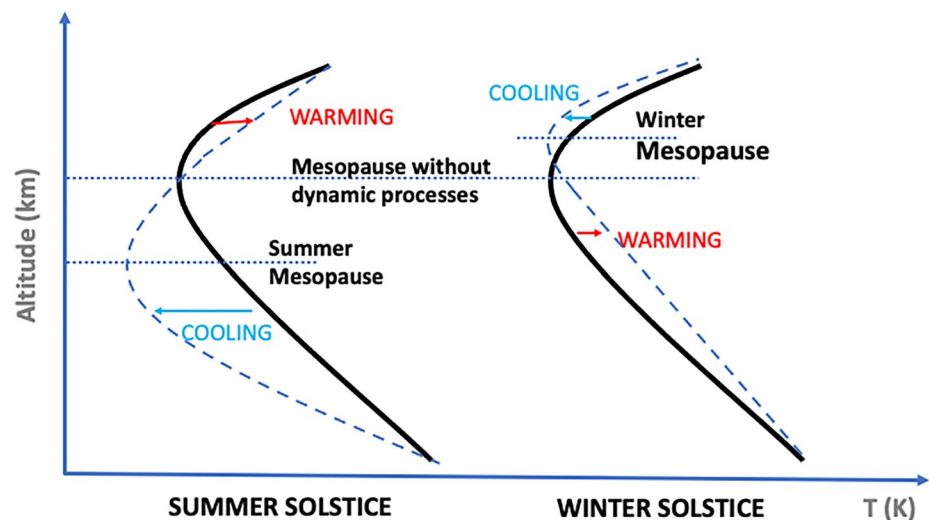 COOLING
WARMING
Winter
Mesopause
Mesopause without
dynamic processes
Altitude (km)
Summer
Mesopause
WARMING
COOLING
SUMMER SOLSTICE
WINTER SOLSTICE
T (K)